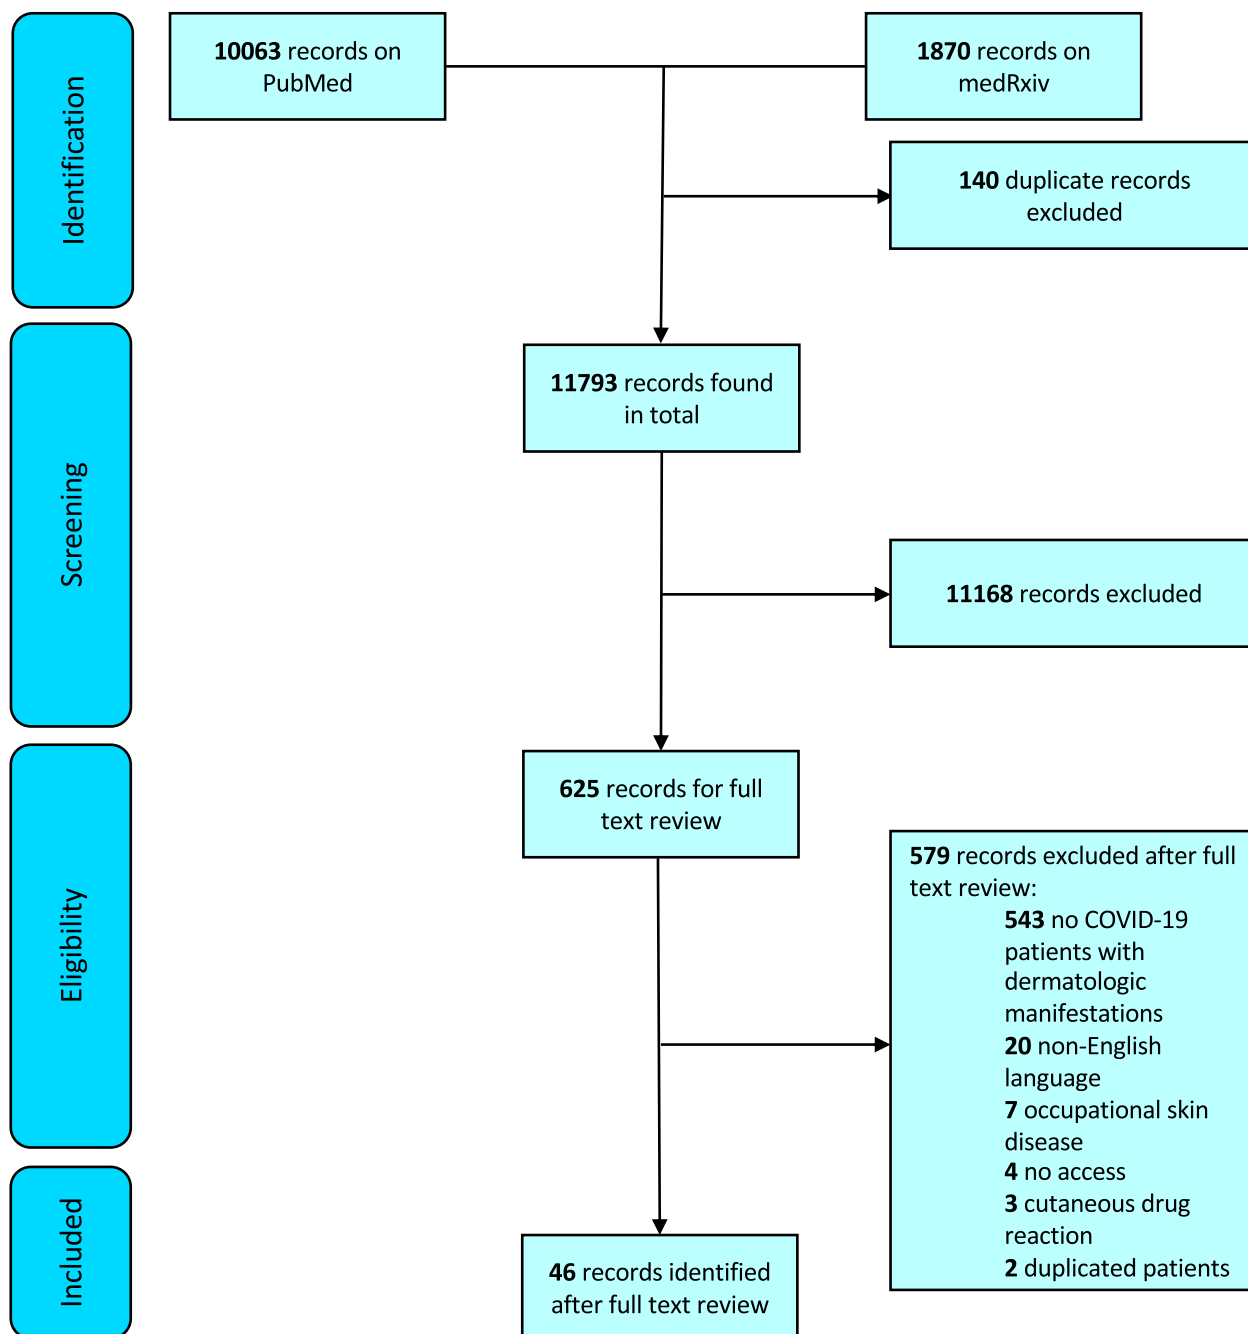 Identification
10063 records on
PubMed
1870 records on
medRxiv
140 duplicate records
excluded
Screening
11793 records found
in total
11168 records excluded
Eligibility
625 records for full
text review
579 records excluded after full
text review:
543 no COVID-19
patients with
dermatologic
manifestations
20 non-English
language
7 occupational skin
disease
4 no access
3 cutaneous drug
reaction
2 duplicated patients
Included
46 records identified
after full text review